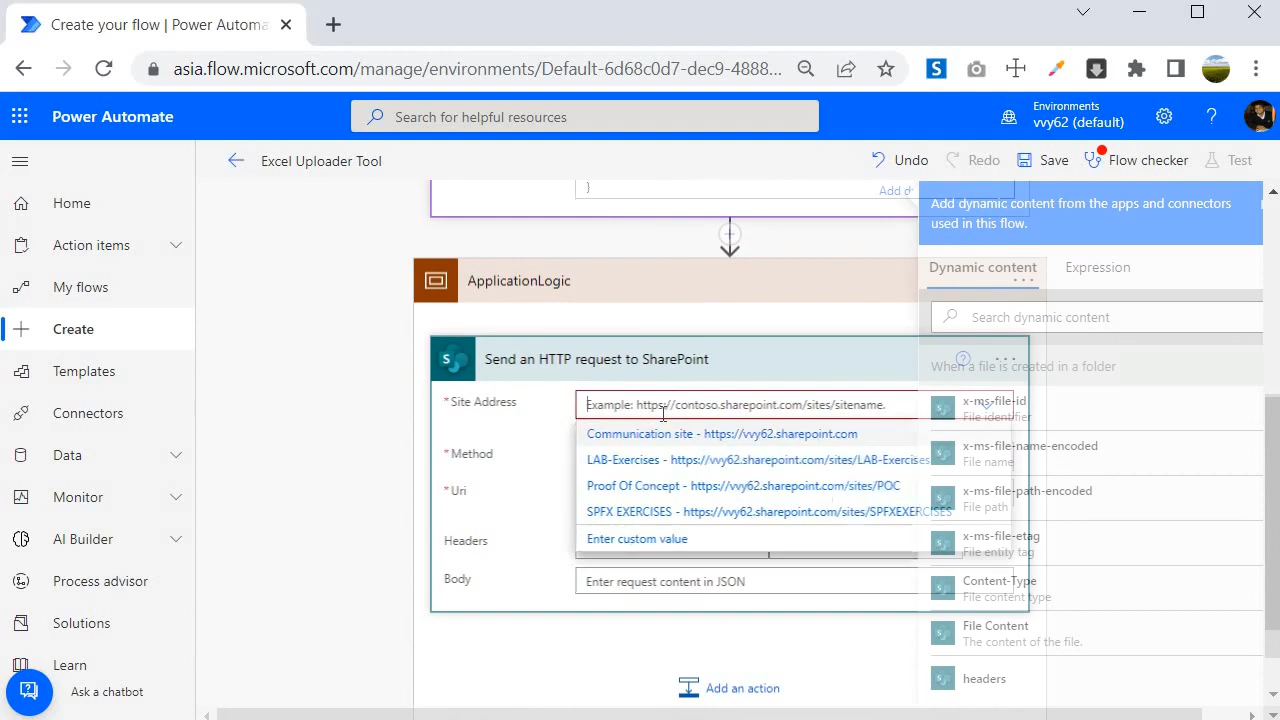 Create your flow | Power Automa
asia.flow.microsoft.com/manage/environments/Default-6d68c0d7-dec9-4888...
Power Automate
Search for helpful resources
Environments
vvy62 (default)
Excel Uploader Tool
Undo
Redo
Save
Flow checker
Test
Home
Action items
My flows
Create
Templates
Connectors
Data
Monitor
AI Builder
Process advisor
Solutions
Learn
Ask a chatbot
}
Add d
ApplicationLogic
Send an HTTP request to SharePoint
* Site Address
Example: https://contoso.sharepoint.com/sites/sitename.
Communication site - https://vvy62.sharepoint.com
LAB-Exercises - https://vvy62.sharepoint.com/sites/LAB-Exercises
Proof Of Concept - https://vvy62.sharepoint.com/sites/POC
SPFX EXERCISES - https://vvy62.sharepoint.com/sites/SPFXEXERCISES
Enter custom value
* Method
* Uri
Headers
Body
Enter request content in JSON
Add an action
Add dynamic content from the apps and connectors
used in this flow.
Dynamic content
Expression
Search dynamic content
When a file is created in a folder
x-ms-file-id
File identifier
x-ms-file-name-encoded
File name
x-ms-file-path-encoded
File path
x-ms-file-etag
File entity tag
Content-Type
File content type
File Content
The content of the file.
headers